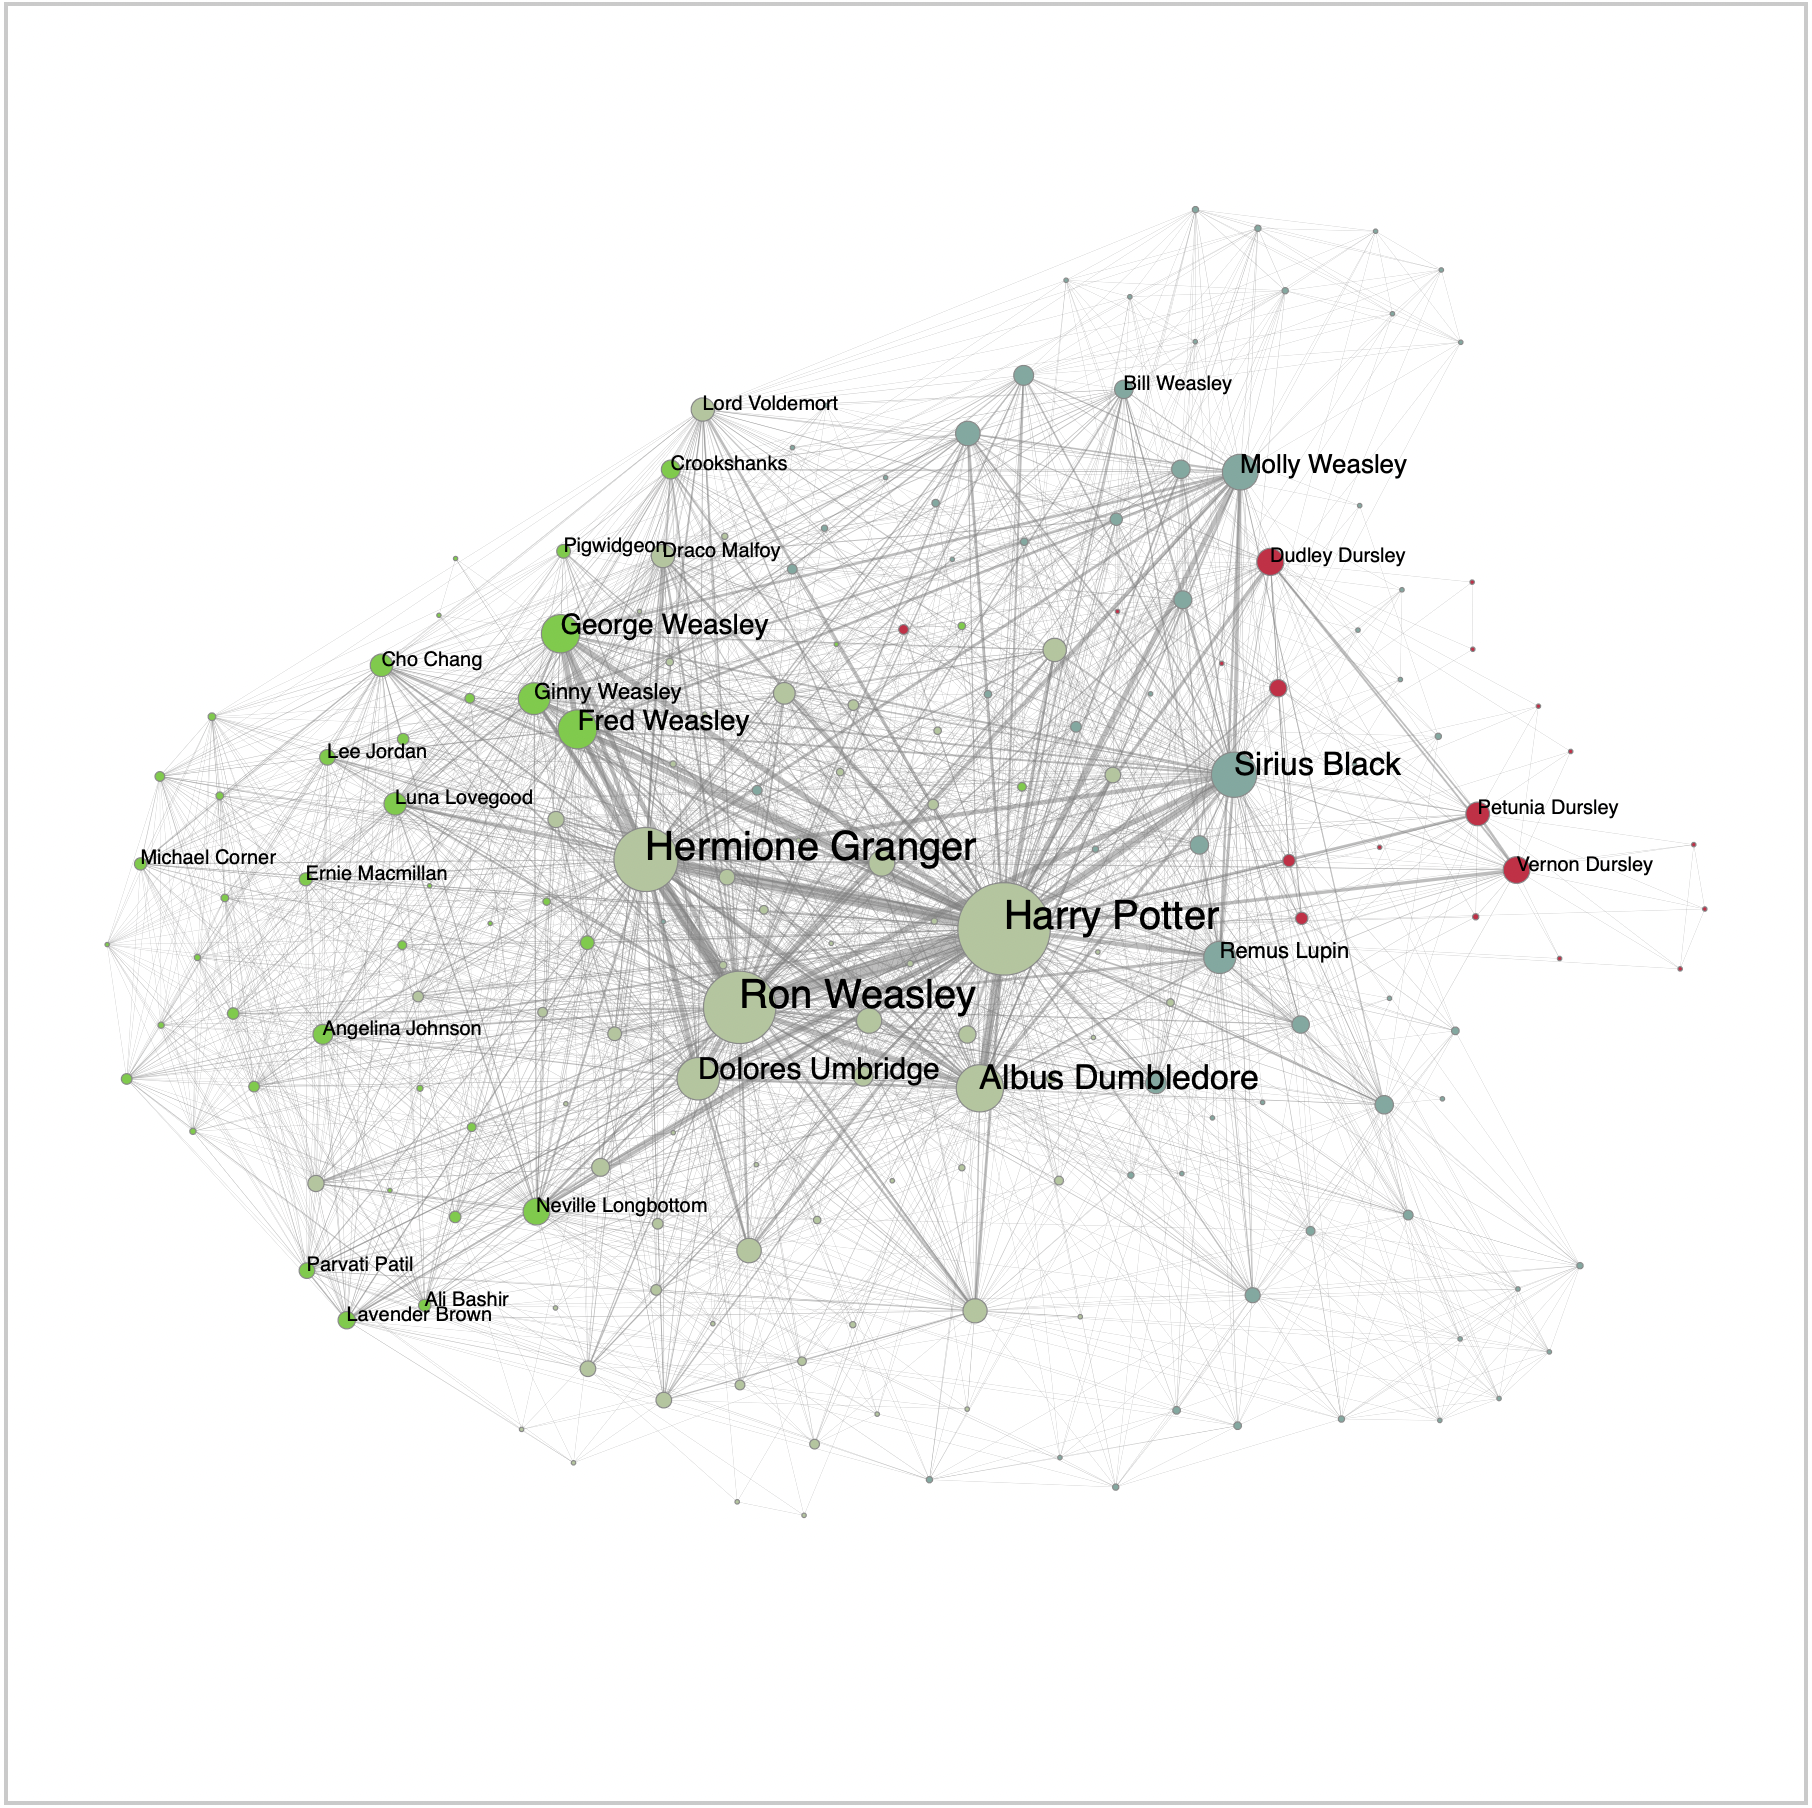 Bill Weasley
Lord Voldemort
Crookshanks
Molly Weasley
Pigwidgeon
Draco Malfoy
Dudley Dursley
George Weasley
Cho Chang
Ginny Weasley
Fred Weasley
Lee Jordan
Sirius Black
Luna Lovegood
Petunia Dursley
Hermione Granger
Michael Corner
Vernon Dursley
Ernie Macmillan
Harry Potter
Remus Lupin
Ron Weasley
Angelina Johnson
Dolores Umbridge
Albus Dumbledore
Neville Longbottom
Parvati Patil
Ali Bashir
Lavender Brown